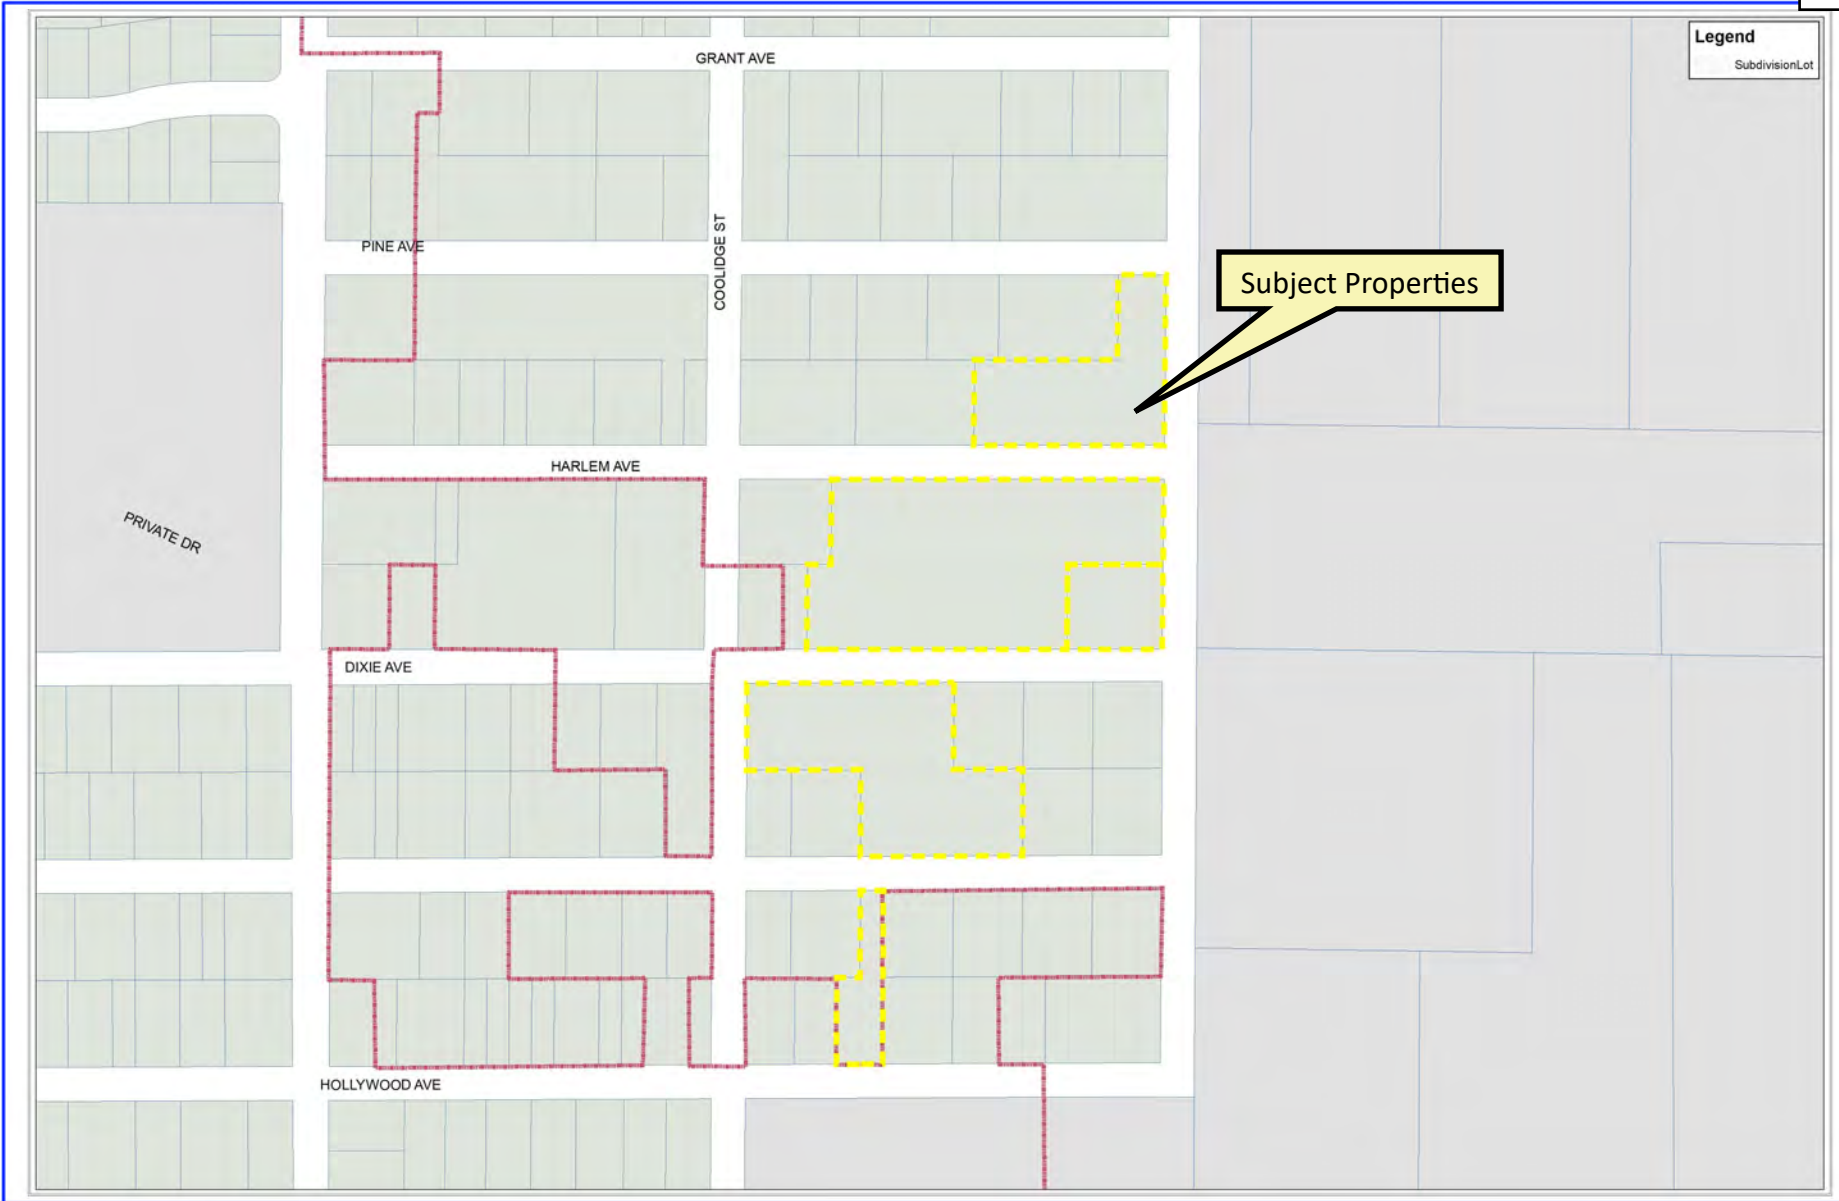 Legend
SubdivisionLot
GRANT AVE
PINE AVE
COOLIDGE ST
Subject Properties
HARLEM AVE
PRIVATE DR
DIXIE AVE
HOLLYWOOD AVE